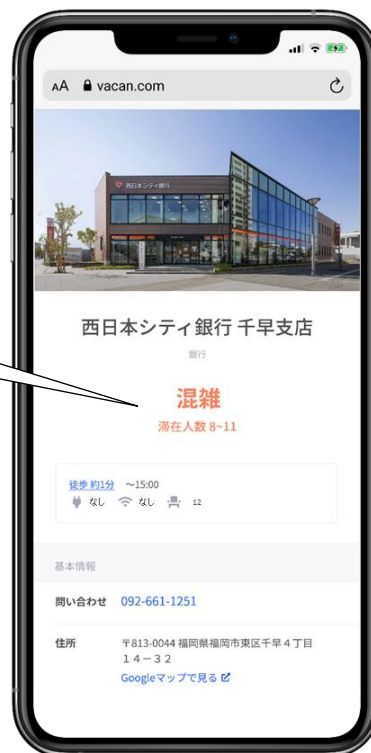 AA vacan.com
西日本シティ銀行
西日本シティ銀行 千早支店
銀行
混雑
滞在人数 8~11
徒歩 約1分 〜15:00
なし なし 12
基本情報
問い合わせ 092-661-1251
住所 〒813-0044 福岡県福岡市東区千早４丁目
１４－３２
Googleマップで見る